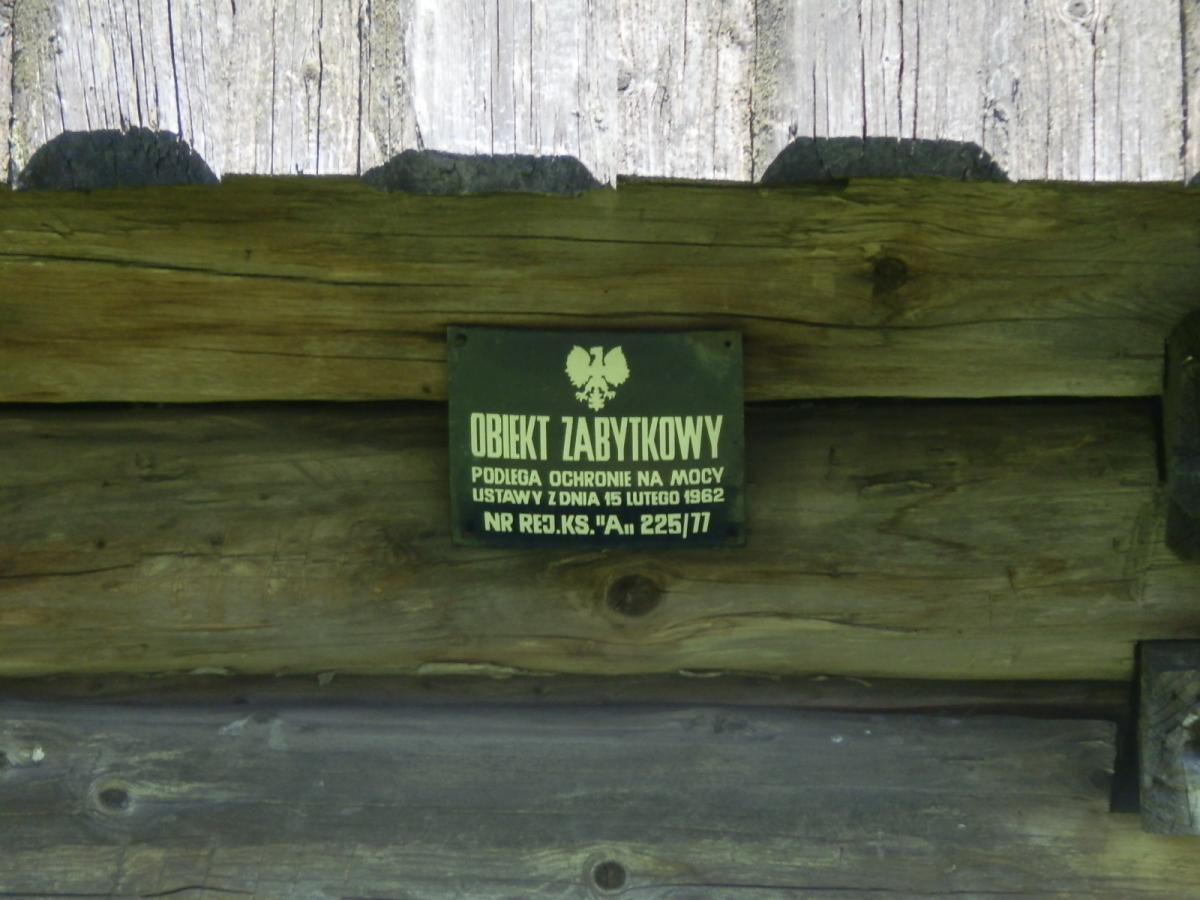 OBIEKT ZABYTKOWY
PODLEGA OCHRONIE NA MOCY
USTAWY Z DNIA 15 LUTEGO 1962
NR REJ.KS. "A„ 225/77